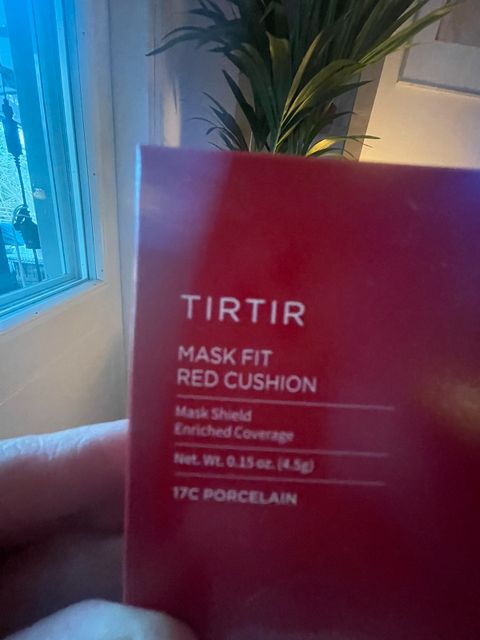 TIRTIR
MASK FIT
RED CUSHION
Mask Shield
Enriched Coverage
Net. Wt. 0.15 oz. (4.5g)
17C PORCELAIN